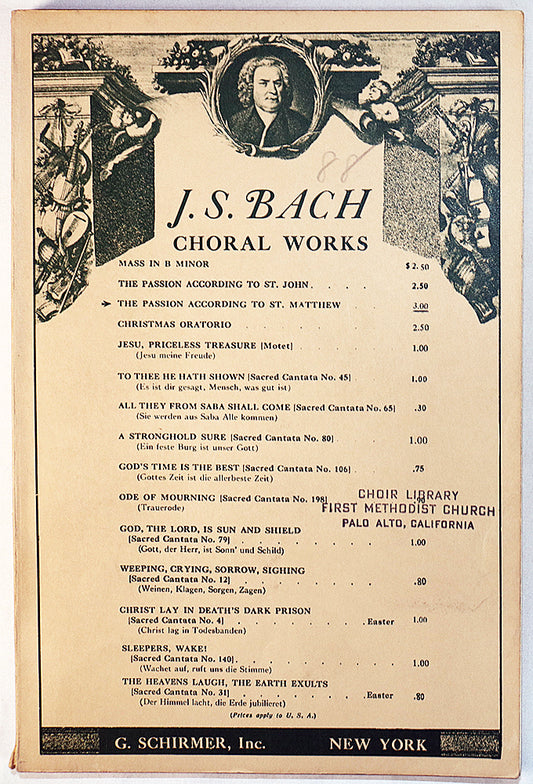 88
J. S. BACH
CHORAL WORKS
MASS IN B MINOR $2.50
THE PASSION ACCORDING TO ST. JOHN . . . . 2.50
➔ THE PASSION ACCORDING TO ST. MATTHEW . . 3.00
CHRISTMAS ORATORIO . . . . . . 2.50
JESU, PRICELESS TREASURE [Motet] . . . . 1.00
(Jesu meine Freude)
TO THEE HE HATH SHOWN [Sacred Cantata No. 45] . . 1.00
(Es ist dir gesagt, Mensch, was gut ist)
ALL THEY FROM SABA SHALL COME [Sacred Cantata No. 65] .30
(Sie werden aus Saba Alle kommen)
A STRONGHOLD SURE [Sacred Cantata No. 80] . . . 1.00
(Ein feste Burg ist unser Gott)
GOD'S TIME IS THE BEST [Sacred Cantata No. 106] . . .75
(Gottes Zeit ist die allerbeste Zeit)
ODE OF MOURNING [Sacred Cantata No. 198]
(Trauerode)
CHOIR LIBRARY
FIRST METHODIST CHURCH
PALO ALTO, CALIFORNIA
GOD, THE LORD, IS SUN AND SHIELD
[Sacred Cantata No. 79] . . . . . . . 1.00
(Gott, der Herr, ist Sonn' und Schild)
WEEPING, CRYING, SORROW, SIGHING
[Sacred Cantata No. 12] . . . . . . . .80
(Weinen, Klagen, Sorgen, Zagen)
CHRIST LAY IN DEATH'S DARK PRISON
[Sacred Cantata No. 4] . . . . . . . Easter 1.00
(Christ lag in Todesbanden)
SLEEPERS, WAKE!
[Sacred Cantata No. 140] . . . . . . . 1.00
(Wachet auf, ruft uns die Stimme)
THE HEAVENS LAUGH, THE EARTH EXULTS
[Sacred Cantata No. 31] . . . . . . . Easter .80
(Der Himmel lacht, die Erde jubilieret)
(Prices apply to U. S. A.)
G. SCHIRMER, Inc. NEW YORK